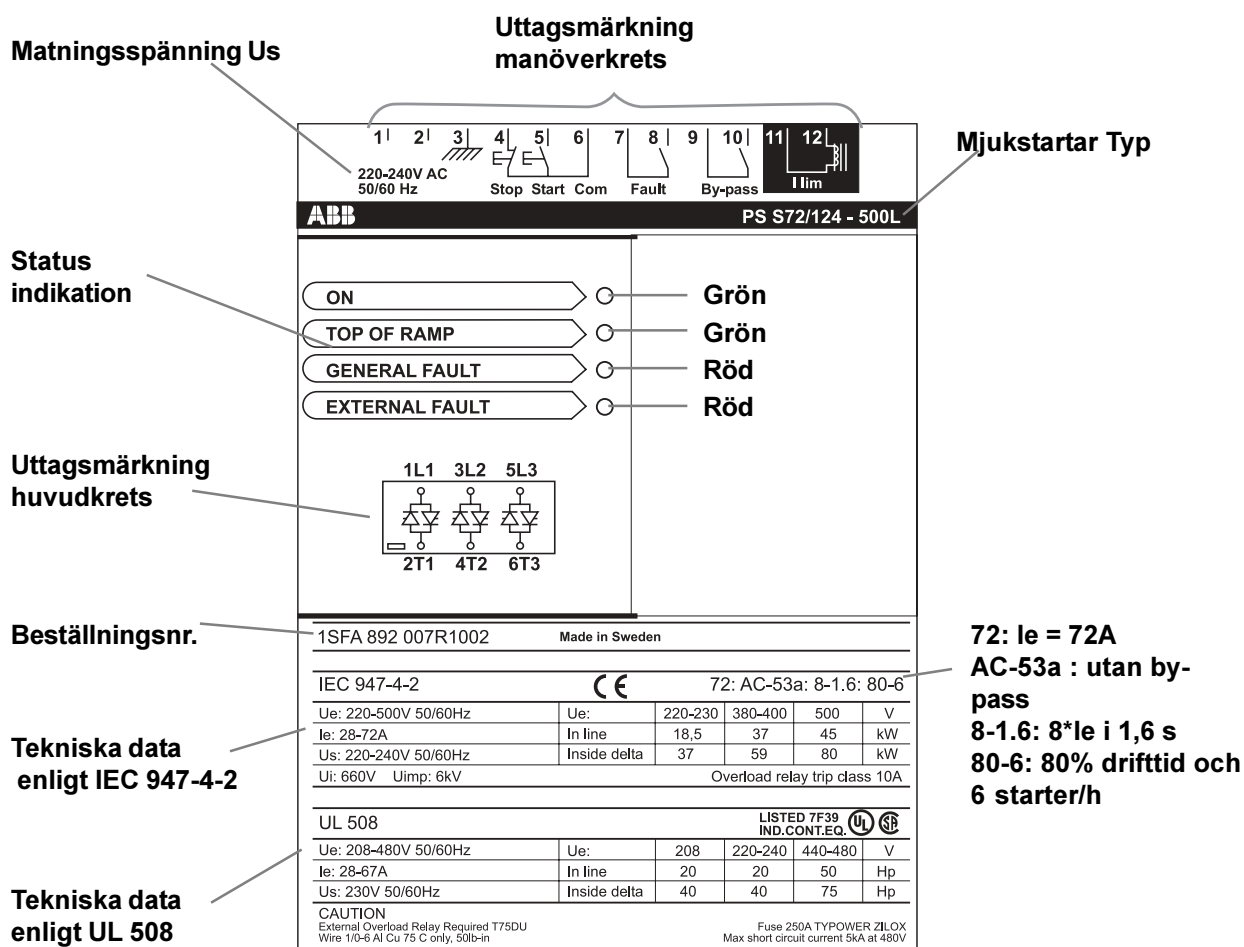 Uttagsmärkning
manöverkrets
Matningsspänning Us
1 2 3 4 5 6 7 8 9 10 11 12
220-240V AC
50/60 Hz
Stop Start Com Fault By-pass I lim
Mjukstartar Typ
ABB PS S72/124 - 500L
Status
indikation
ON Grön
TOP OF RAMP Grön
GENERAL FAULT Röd
EXTERNAL FAULT Röd
Uttagsmärkning
huvudkrets
1L1 3L2 5L3
2T1 4T2 6T3
Beställningsnr.
1SFA 892 007R1002 Made in Sweden
IEC 947-4-2 CE 72: AC-53a: 8-1.6: 80-6
Ue: 220-500V 50/60Hz Ue: 220-230 380-400 500 V
Ie: 28-72A In line 18,5 37 45 kW
Us: 220-240V 50/60Hz Inside delta 37 59 80 kW
Ui: 660V Uimp: 6kV Overload relay trip class 10A
72: Ie = 72A
AC-53a : utan by-
pass
8-1.6: 8*Ie i 1,6 s
80-6: 80% drifttid och
6 starter/h
Tekniska data
enligt IEC 947-4-2
UL 508 LISTED 7F39
IND.CONT.EQ. UL SA
Ue: 208-480V 50/60Hz Ue: 208 220-240 440-480 V
Ie: 28-67A In line 20 20 50 Hp
Us: 230V 50/60Hz Inside delta 40 40 75 Hp
Tekniska data
enligt UL 508
CAUTION
External Overload Relay Required T75DU Fuse 250A TYPOWER ZILOX
Wire 1/0-6 Al Cu 75 C only, 50lb-in Max short circuit current 5kA at 480V